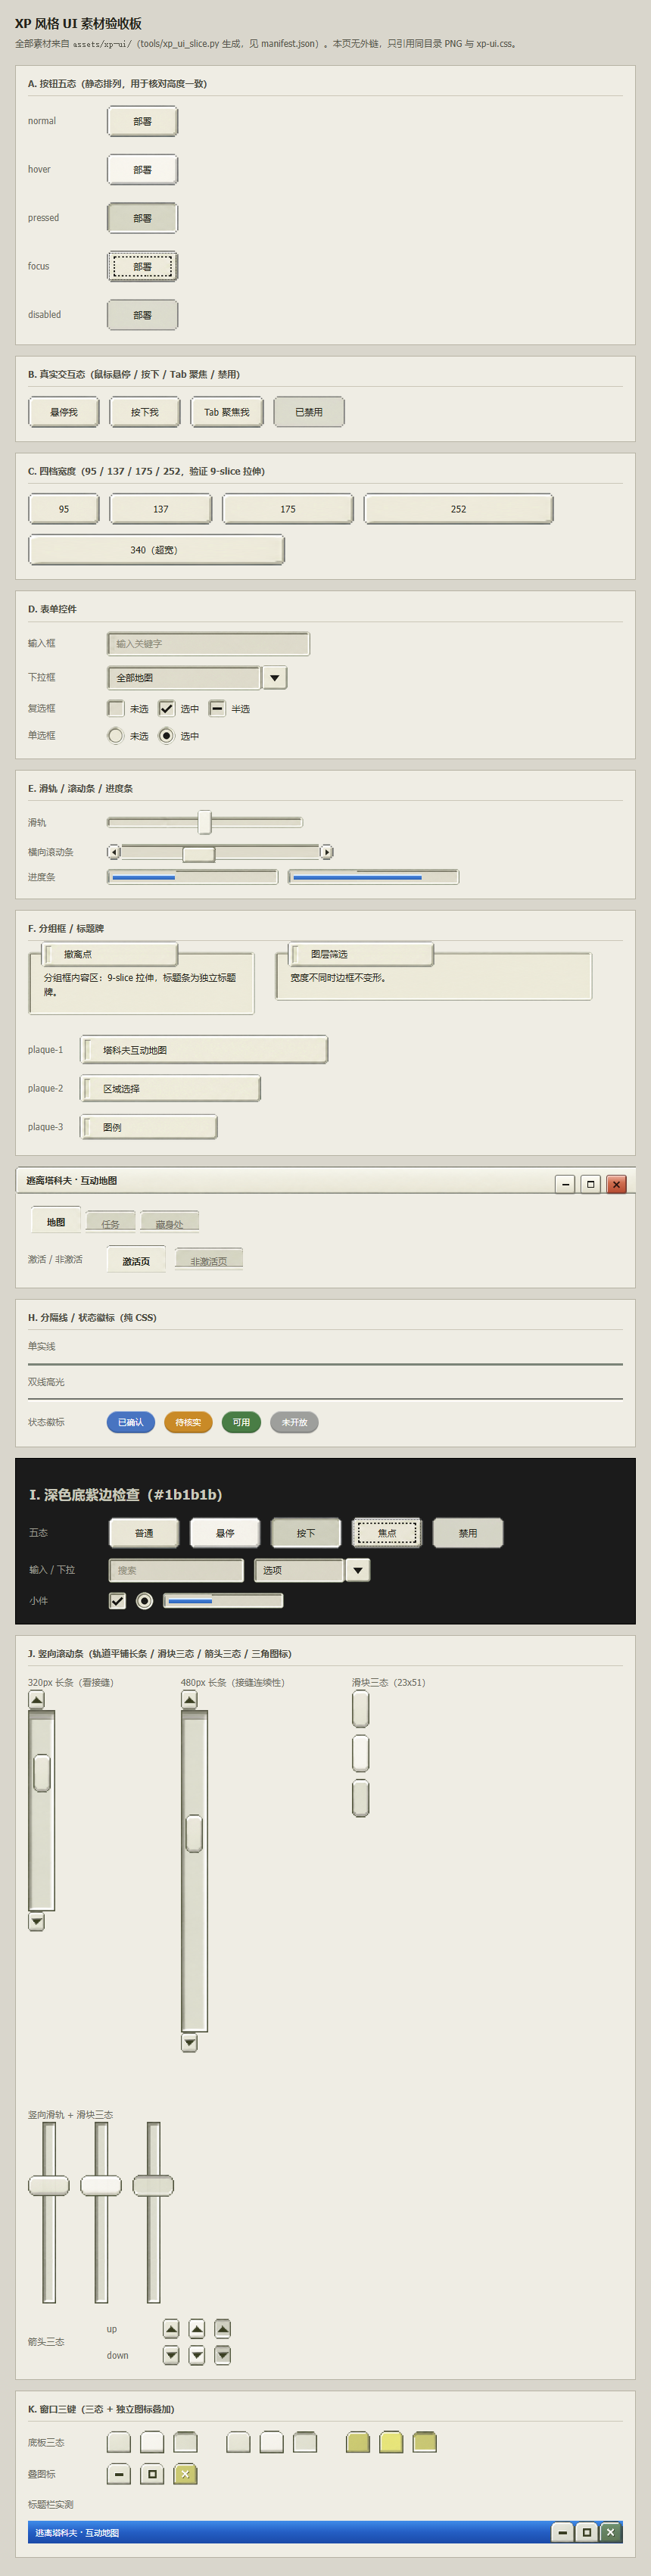 XP 风格 UI 素材验收板
全部素材来自 assets/xp-ui/（tools/xp_ui_slice.py 生成，见 manifest.json）。本页无外链，只引用同目录 PNG 与 xp-ui.css。
A. 按钮五态（静态排列，用于核对高度一致）
normal 部署
hover 部署
pressed 部署
focus 部署
disabled 部署
B. 真实交互态（鼠标悬停 / 按下 / Tab 聚焦 / 禁用）
悬停我 按下我 Tab 聚焦我 已禁用
C. 四档宽度（95 / 137 / 175 / 252，验证 9-slice 拉伸）
95 137 175 252
340（超宽）
D. 表单控件
输入框 输入关键字
下拉框 全部地图
复选框 未选 选中 半选
单选框 未选 选中
E. 滑轨 / 滚动条 / 进度条
滑轨
横向滚动条
进度条
F. 分组框 / 标题牌
撤离点 图层筛选
分组框内容区：9-slice 拉伸，标题条为独立标题 宽度不同时边框不变形。
牌。
plaque-1 塔科夫互动地图
plaque-2 区域选择
plaque-3 图例
逃离塔科夫 · 互动地图
地图 任务 藏身处
激活 / 非激活 激活页 非激活页
H. 分隔线 / 状态徽标（纯 CSS）
单实线
双线高光
状态徽标 已确认 待核实 可用 未开放
I. 深色底紫边检查（#1b1b1b）
五态 普通 悬停 按下 焦点 禁用
输入 / 下拉 搜索 选项
小件
J. 竖向滚动条（轨道平铺长条 / 滑块三态 / 箭头三态 / 三角图标）
320px 长条（看接缝） 480px 长条（接缝连续性） 滑块三态（23x51）
竖向滑轨 + 滑块三态
箭头三态 up
down
K. 窗口三键（三态 + 独立图标叠加）
底板三态
叠图标
标题栏实测
逃离塔科夫 · 互动地图